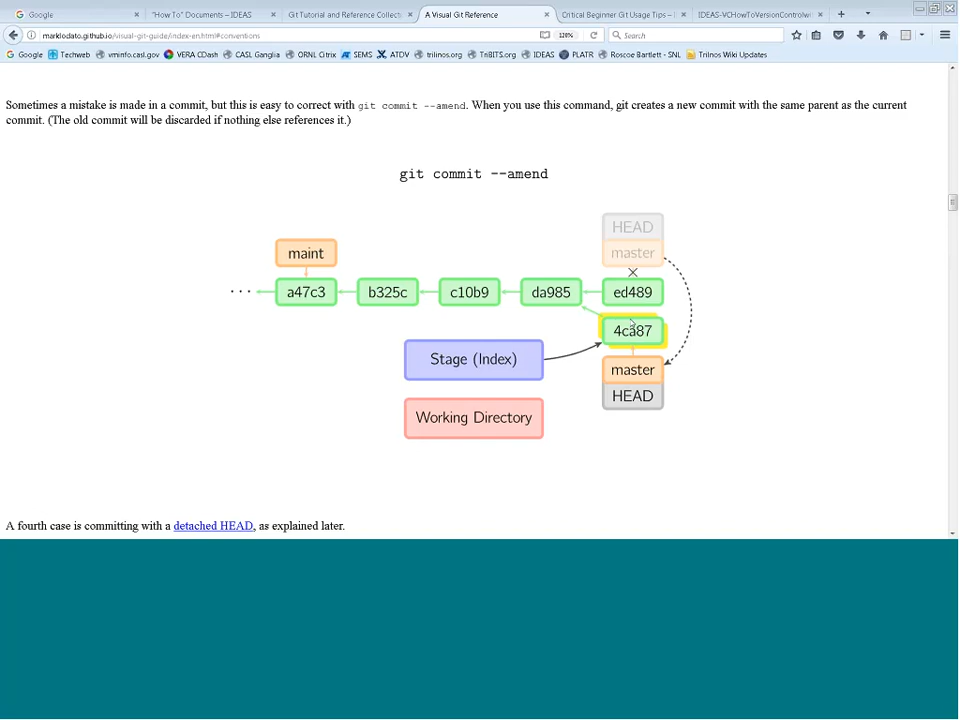 Google
"How To" Documents – IDEAS
Git Tutorial and Reference Collecti...
A Visual Git Reference
Critical Beginner Git Usage Tips – I...
IDEAS-VCHowToVersionControlw...
marklodato.github.io/visual-git-guide/index-en.html#conventions
120%
Search
Google
Techweb
vminfo.casl.gov
VERA CDash
CASL Ganglia
ORNL Citrix
SEMS
ATDV
trilinos.org
TriBITS.org
IDEAS
PLATR
Roscoe Bartlett - SNL
Trilnos Wiki Updates
Sometimes a mistake is made in a commit, but this is easy to correct with git commit --amend. When you use this command, git creates a new commit with the same parent as the current
commit. (The old commit will be discarded if nothing else references it.)
git commit --amend
HEAD
maint
master
...
a47c3
b325c
c10b9
da985
ed489
4ca87
Stage (Index)
master
HEAD
Working Directory
A fourth case is committing with a detached HEAD, as explained later.